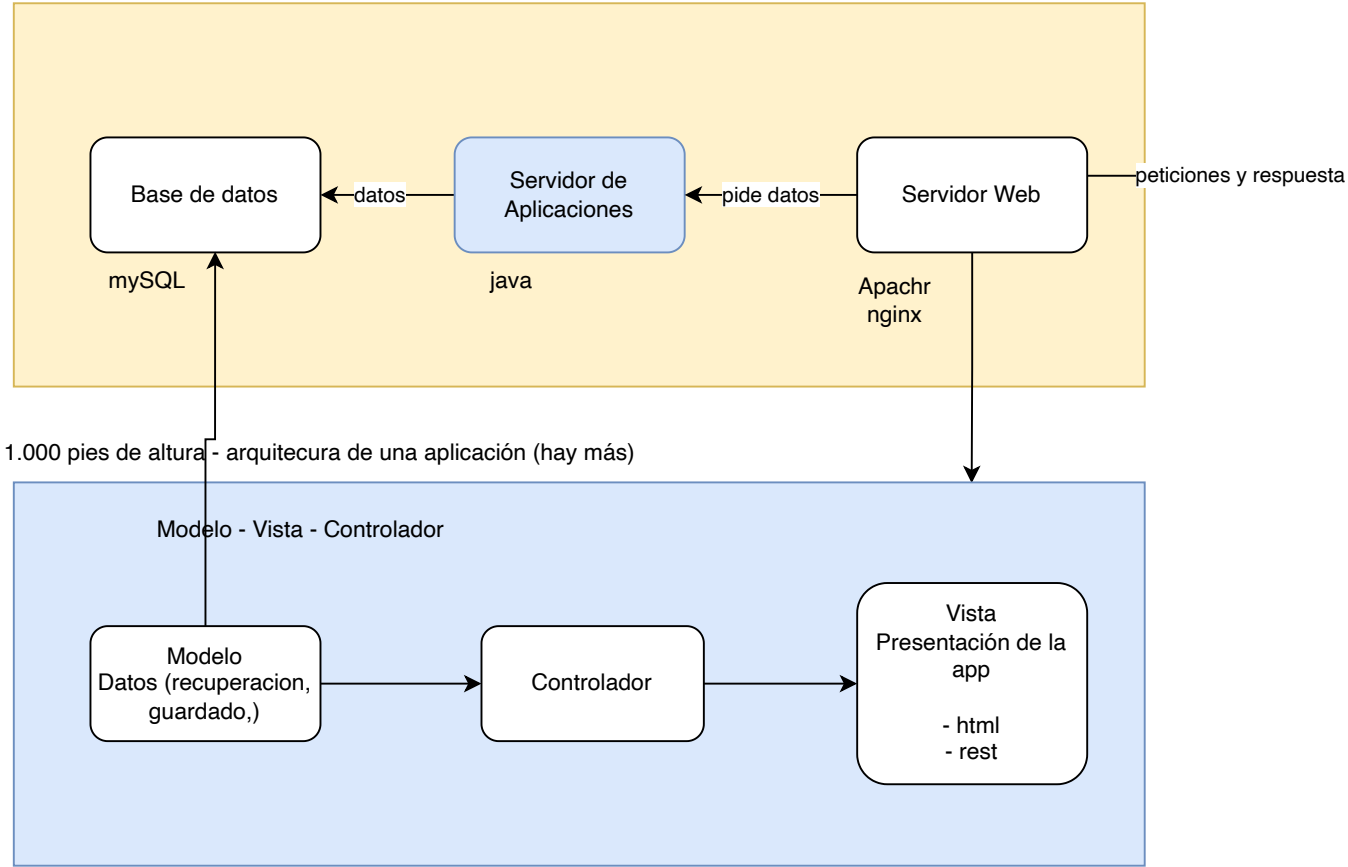 Base de datos
datos
Servidor de
Aplicaciones
pide datos
Servidor Web
peticiones y respuesta
mySQL
java
Apachr
nginx
1.000 pies de altura - arquitecura de una aplicación (hay más)
Modelo - Vista - Controlador
Modelo
Datos (recuperacion,
guardado,)
Controlador
Vista
Presentación de la
app
- html
- rest